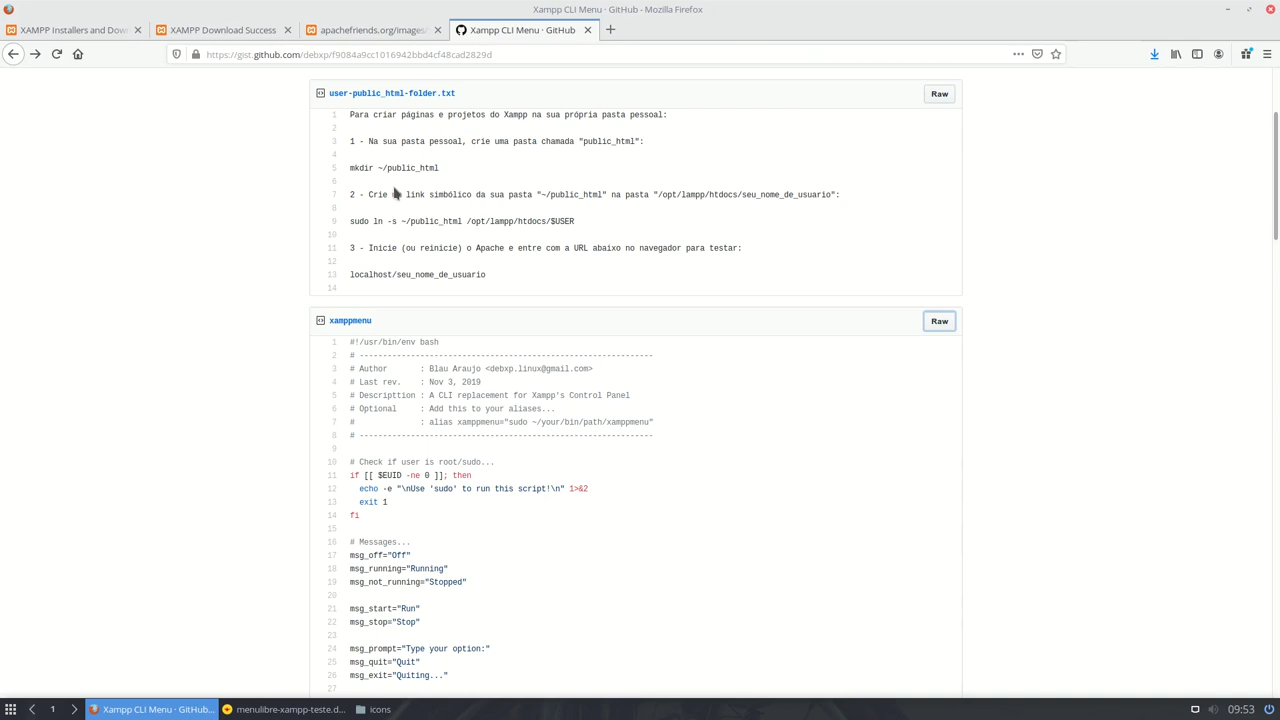 Xampp CLI Menu · GitHub - Mozilla Firefox
XAMPP Installers and Down
XAMPP Download Success
apachefriends.org/images/
Xampp CLI Menu · GitHub
https://gist.github.com/debxp/f9084a9cc1016942bbd4cf48cad2829d
user-public_html-folder.txt
Raw
1 Para criar páginas e projetos do Xampp na sua própria pasta pessoal:
2
3 1 - Na sua pasta pessoal, crie uma pasta chamada "public_html":
4
5 mkdir ~/public_html
6
7 2 - Crie link simbólico da sua pasta "~/public_html" na pasta "/opt/lampp/htdocs/seu_nome_de_usuario":
8
9 sudo ln -s ~/public_html /opt/lampp/htdocs/$USER
10
11 3 - Inicie (ou reinicie) o Apache e entre com a URL abaixo no navegador para testar:
12
13 localhost/seu_nome_de_usuario
14
xamppmenu
Raw
1 #!/usr/bin/env bash
2 # ------------------------------------------------------------
3 # Author : Blau Araujo <debxp.linux@gmail.com>
4 # Last rev. : Nov 3, 2019
5 # Descripttion : A CLI replacement for Xampp's Control Panel
6 # Optional : Add this to your aliases...
7 # : alias xamppmenu="sudo ~/your/bin/path/xamppmenu"
8 # ------------------------------------------------------------
9
10 # Check if user is root/sudo...
11 if [[ $EUID -ne 0 ]]; then
12 echo -e "\nUse 'sudo' to run this script!\n" 1>&2
13 exit 1
14 fi
15
16 # Messages...
17 msg_off="Off"
18 msg_running="Running"
19 msg_not_running="Stopped"
20
21 msg_start="Run"
22 msg_stop="Stop"
23
24 msg_prompt="Type your option:"
25 msg_quit="Quit"
26 msg_exit="Quiting..."
27
1
Xampp CLI Menu · GitHub...
menulibre-xampp-teste.d...
icons
09:53